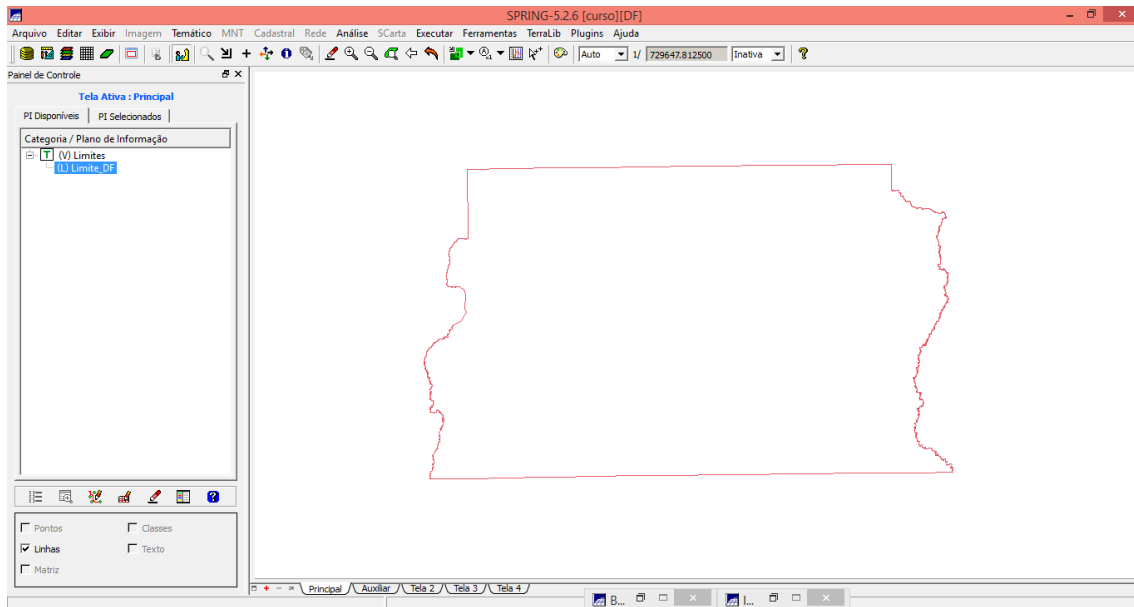 SPRING-5.2.6 [curso][DF]
Arquivo Editar Exibir Imagem Temático MNT Cadastral Rede Análise SCarta Executar Ferramentas TerraLib Plugins Ajuda
Auto 1/ 729647.812500 Inativa
Painel de Controle
Tela Ativa : Principal
PI Disponíveis PI Selecionados
Categoria / Plano de Informação
T (V) Limites
(L) Limite_DF
Pontos Classes
Linhas Texto
Matriz
Principal Auxiliar Tela 2 Tela 3 Tela 4
B... I...